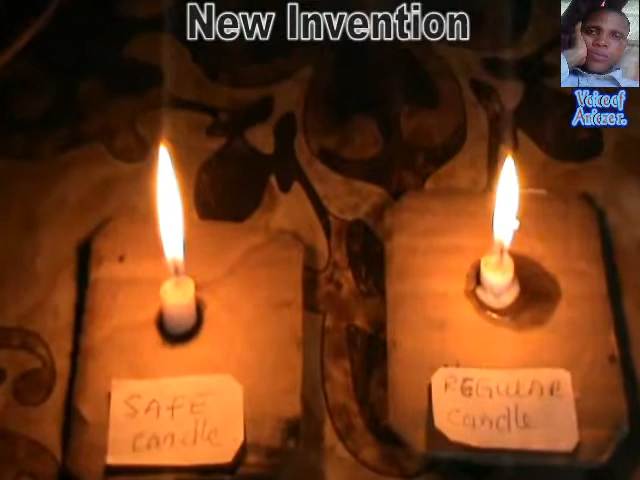 New Invention
Voice of
Aniezer.
SAFE
candle
REGULAR
candle